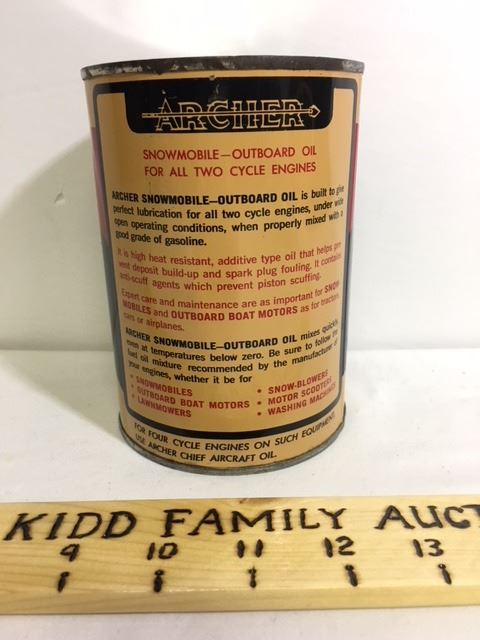 ARCHER
SNOWMOBILE—OUTBOARD OIL
FOR ALL TWO CYCLE ENGINES
ARCHER SNOWMOBILE—OUTBOARD OIL is built to give
perfect lubrication for all two cycle engines, under wide
open operating conditions, when properly mixed with a
good grade of gasoline.
It is high heat resistant, additive type oil that helps
vent deposit build-up and spark plug fouling. It contains
anti-scuff agents which prevent piston scuffing.
Expert care and maintenance are as important for SNOW
MOBILES and OUTBOARD BOAT MOTORS as for tractors,
cars or airplanes.
ARCHER SNOWMOBILE—OUTBOARD OIL mixes quickly,
even at temperatures below zero. Be sure to follow the
fuel oil mixture recommended by the manufacturer of
your engines, whether it be for
• SNOWMOBILES
• OUTBOARD BOAT MOTORS
• LAWNMOWERS
• SNOW-BLOWERS
• MOTOR SCOOTERS
• WASHING MACHINES
FOR FOUR CYCLE ENGINES ON SUCH EQUIPMENT
USE ARCHER CHIEF AIRCRAFT OIL.
KIDD FAMILY AUCT
9 10 11 12 13